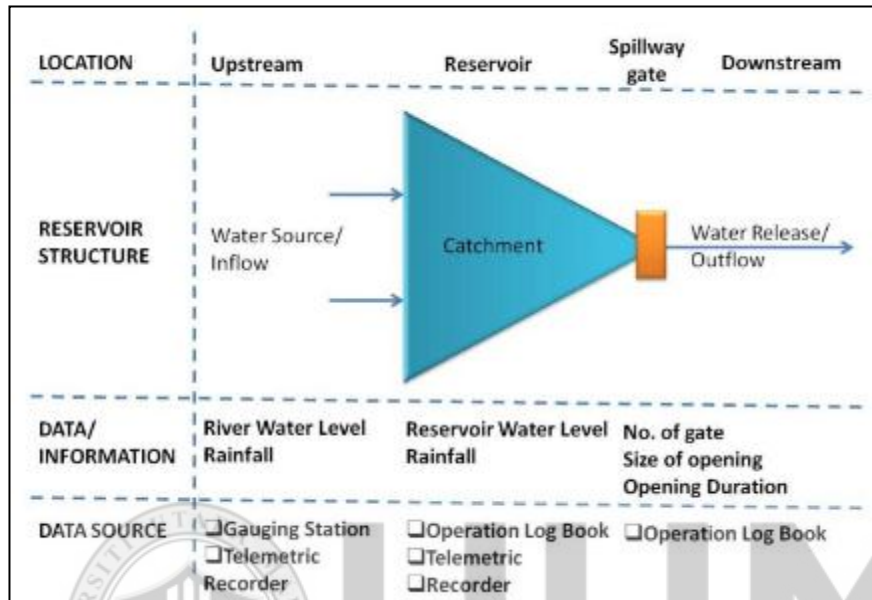 LOCATION Upstream Reservoir Spillway gate Downstream
RESERVOIR STRUCTURE
Water Source/
Inflow
Catchment
Water Release/
Outflow
DATA/
INFORMATION
River Water Level
Rainfall
Reservoir Water Level
Rainfall
No. of gate
Size of opening
Opening Duration
DATA SOURCE
❑Gauging Station
❑Telemetric
Recorder
❑Operation Log Book
❑Telemetric
❑Recorder
❑Operation Log Book